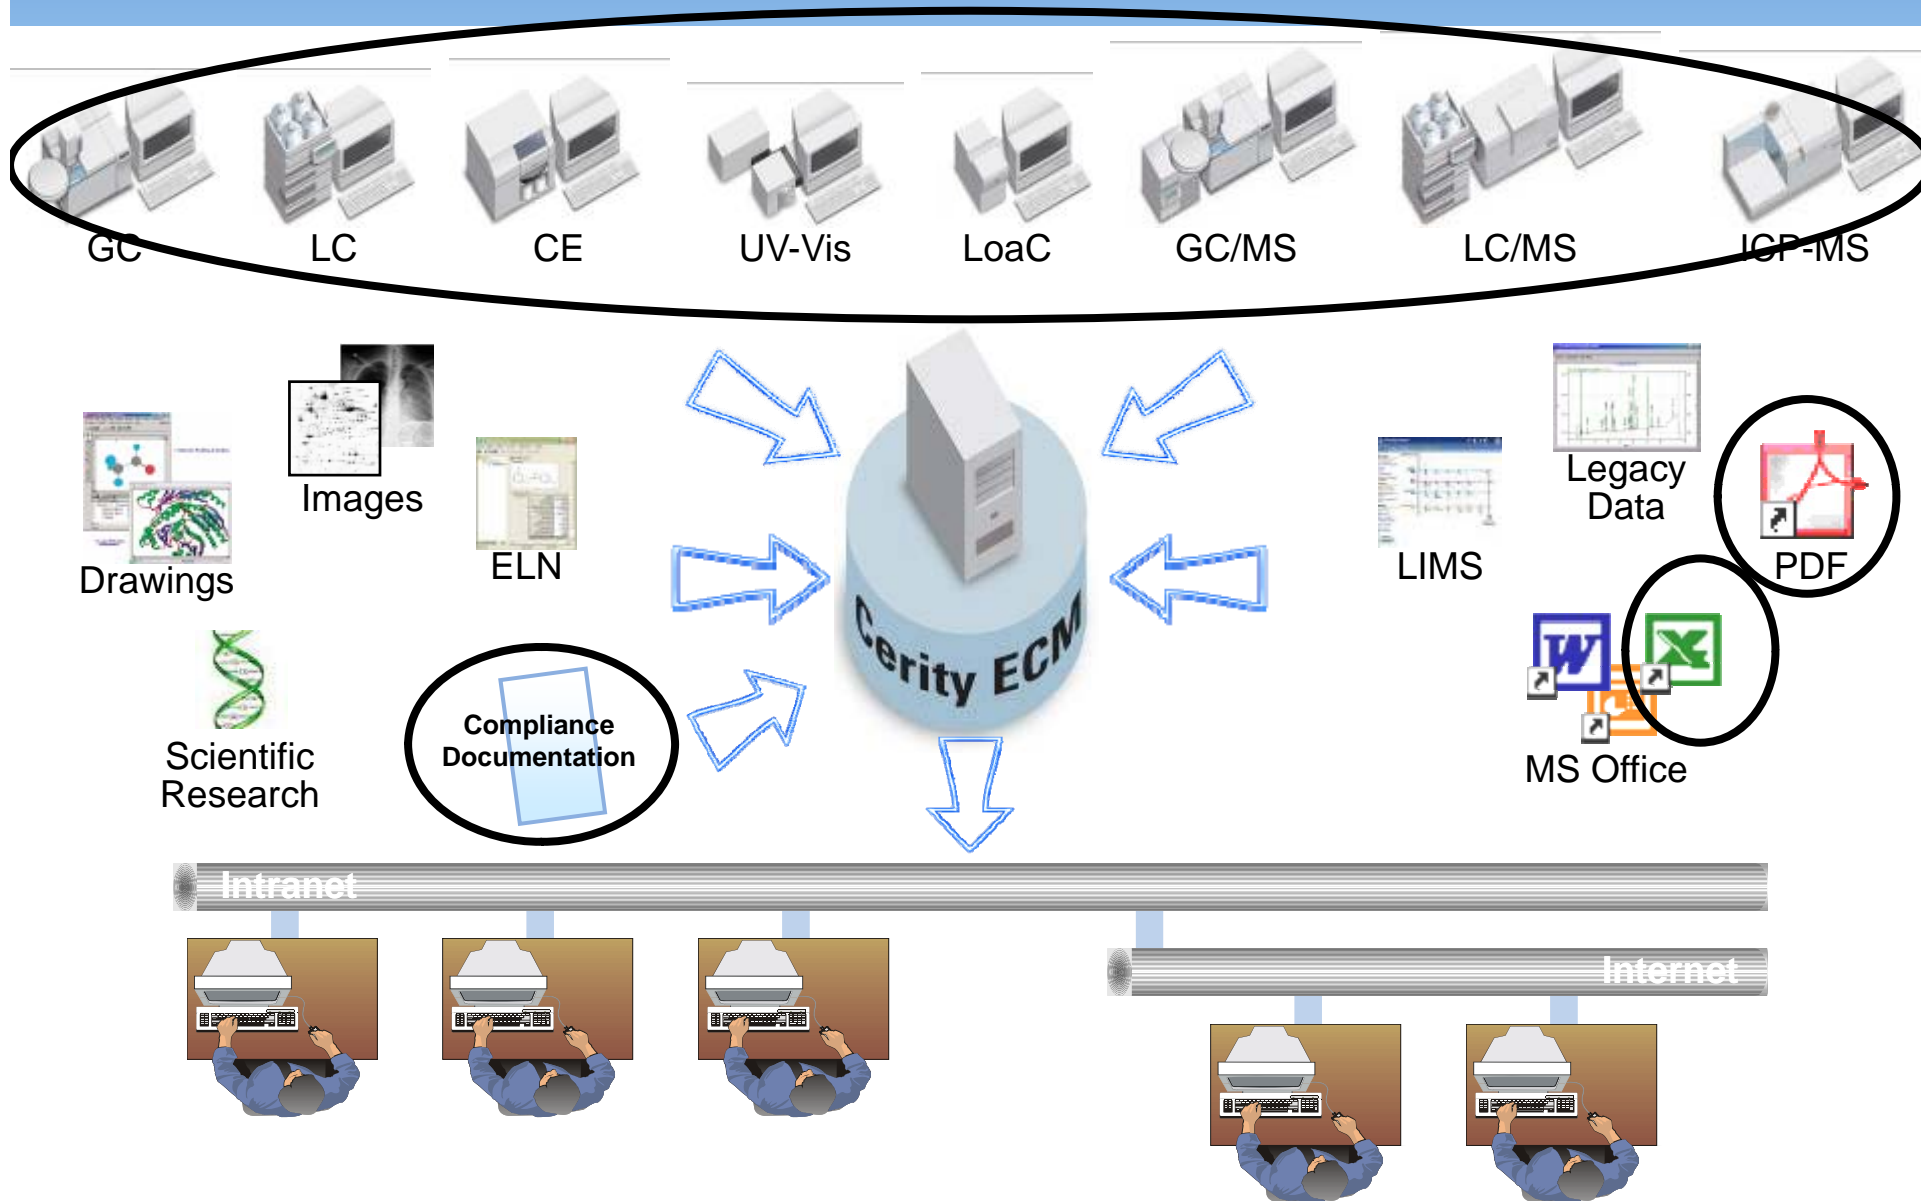 GC
LC
CE
UV-Vis
LoaC
GC/MS
LC/MS
ICP-MS
Images
Drawings
ELN
Scientific
Research
Compliance
Documentation
Cerity ECM
Legacy
Data
LIMS
PDF
W
X
MS Office
Intranet
Internet